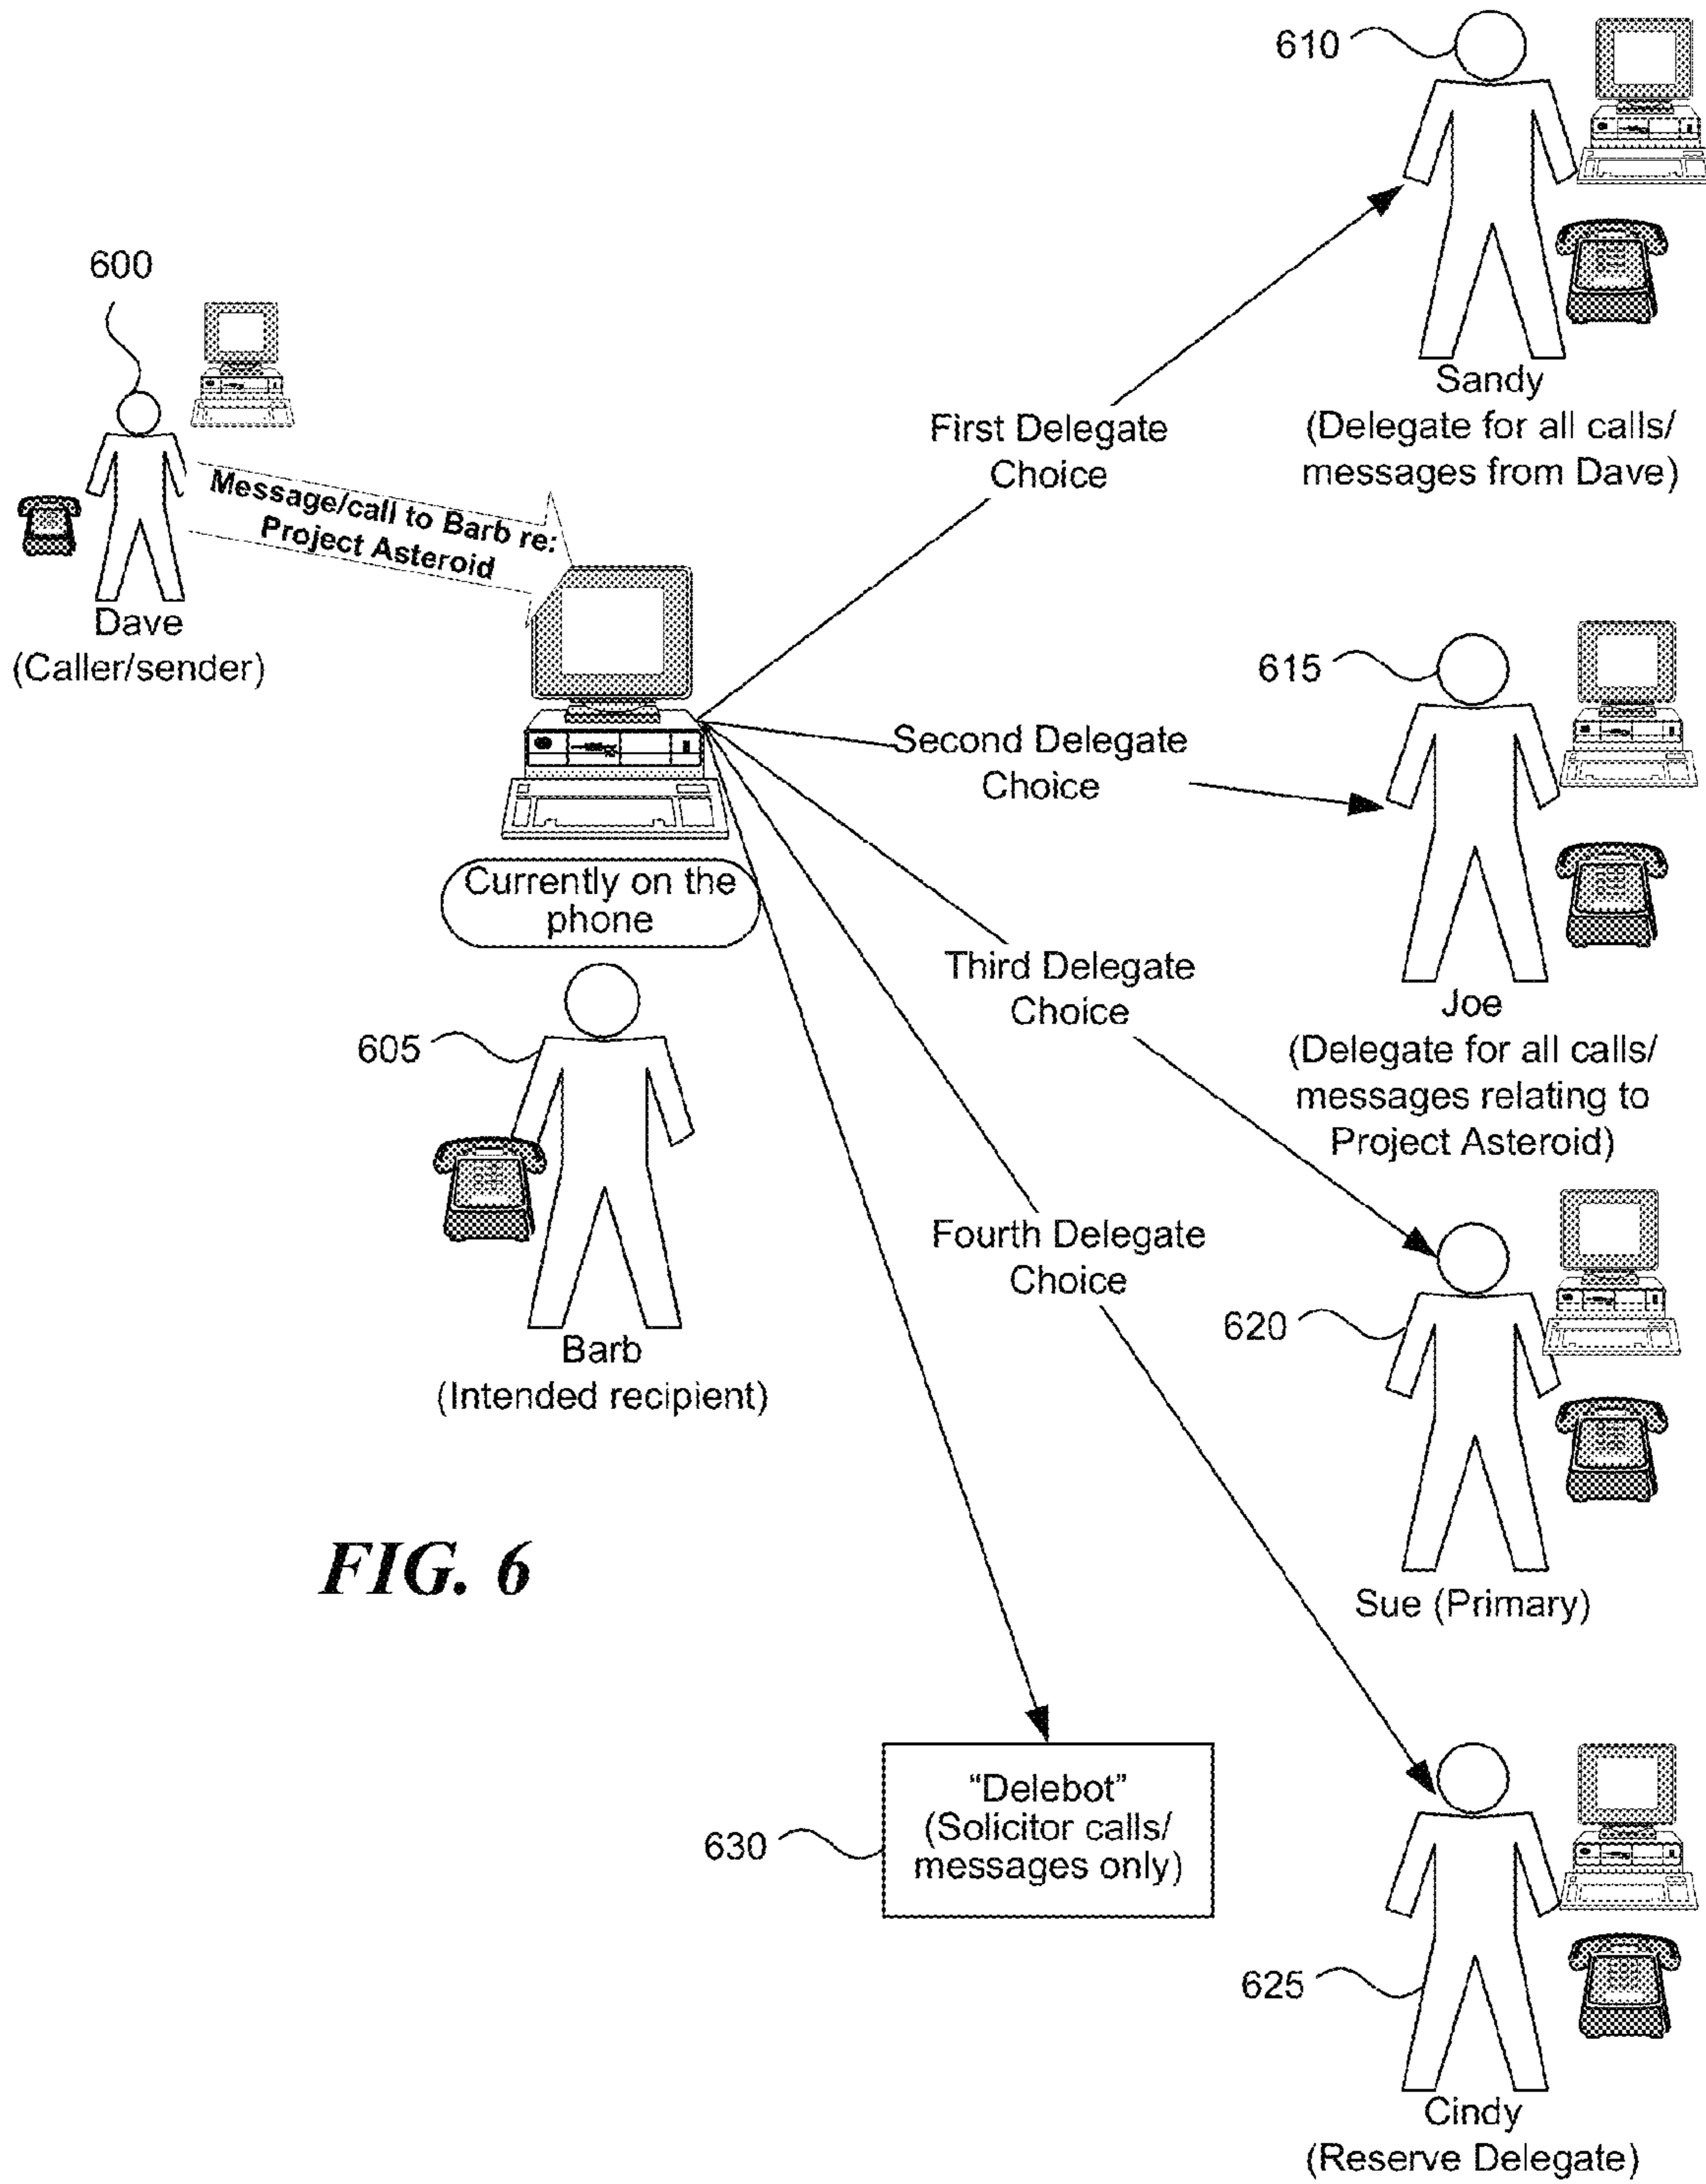 610
Sandy
(Delegate for all calls/
messages from Dave)
600
Dave
(Caller/sender)
Message/call to Barb re:
Project Asteroid
First Delegate
Choice
615
Second Delegate
Choice
Joe
(Delegate for all calls/
messages relating to
Project Asteroid)
Currently on the
phone
605
Barb
(Intended recipient)
Third Delegate
Choice
620
Sue (Primary)
Fourth Delegate
Choice
FIG. 6
630
“Delebot”
(Solicitor calls/
messages only)
625
Cindy
(Reserve Delegate)